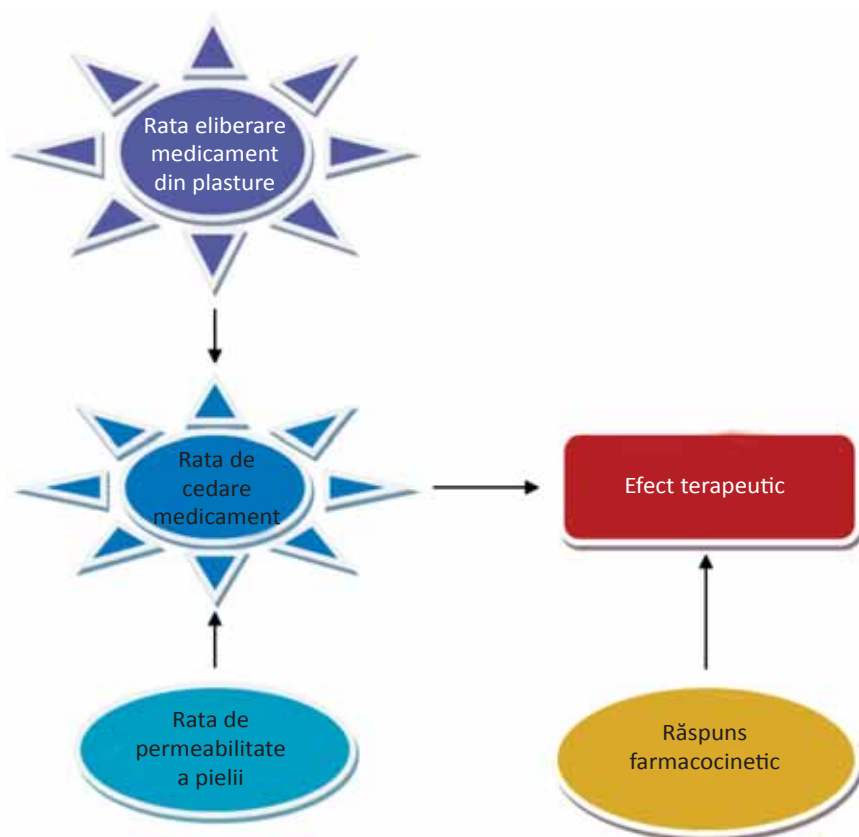 Rata eliberare
medicament
din plasture
Rata de
cedare
medicament
Efect terapeutic
Rata de
permeabilitate
a pielii
Răspuns
farmacocinetic